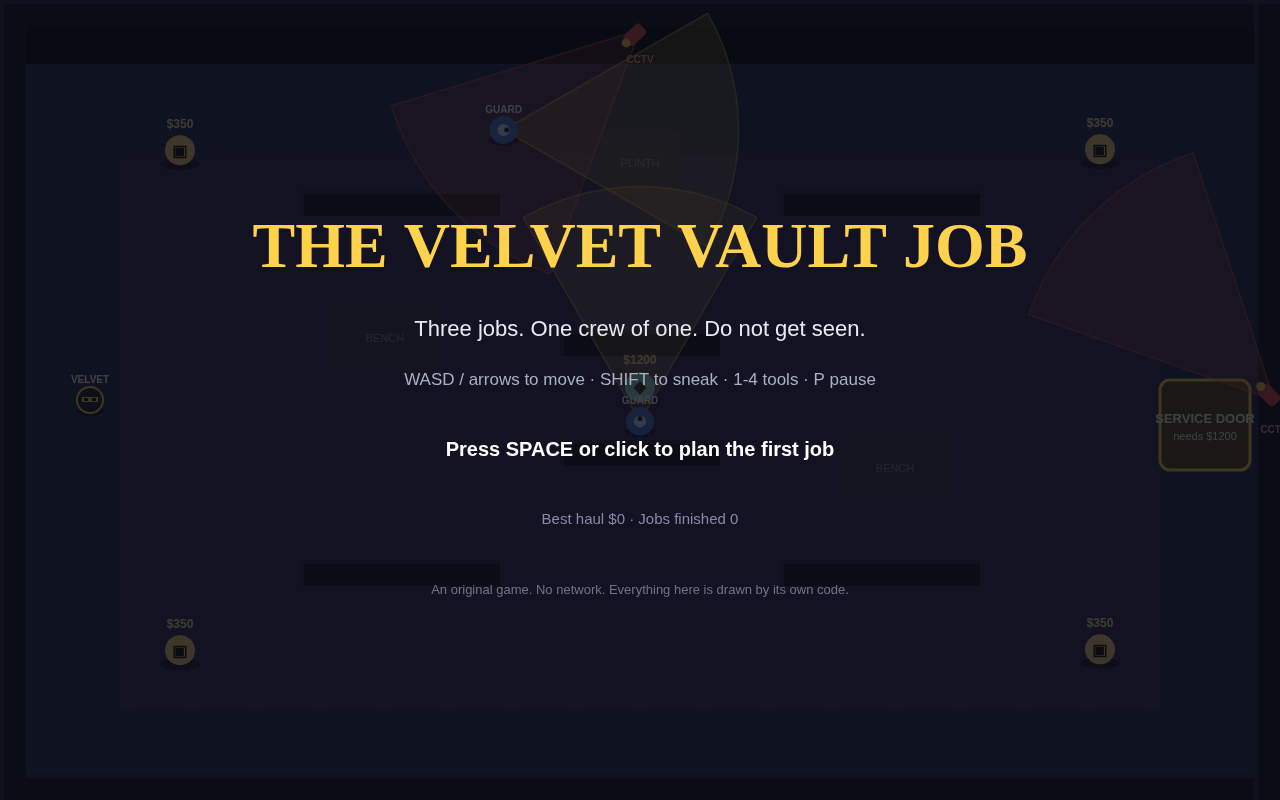 CCTV
GUARD
$350
$350
PLINTH
THE VELVET VAULT JOB
Three jobs. One crew of one. Do not get seen.
BENCH
$1200
VELVET
WASD / arrows to move · SHIFT to sneak · 1-4 tools · P pause
GUARD
SERVICE DOOR
needs $1200
CCT
Press SPACE or click to plan the first job
BENCH
Best haul $0 · Jobs finished 0
An original game. No network. Everything here is drawn by its own code.
$350
$350